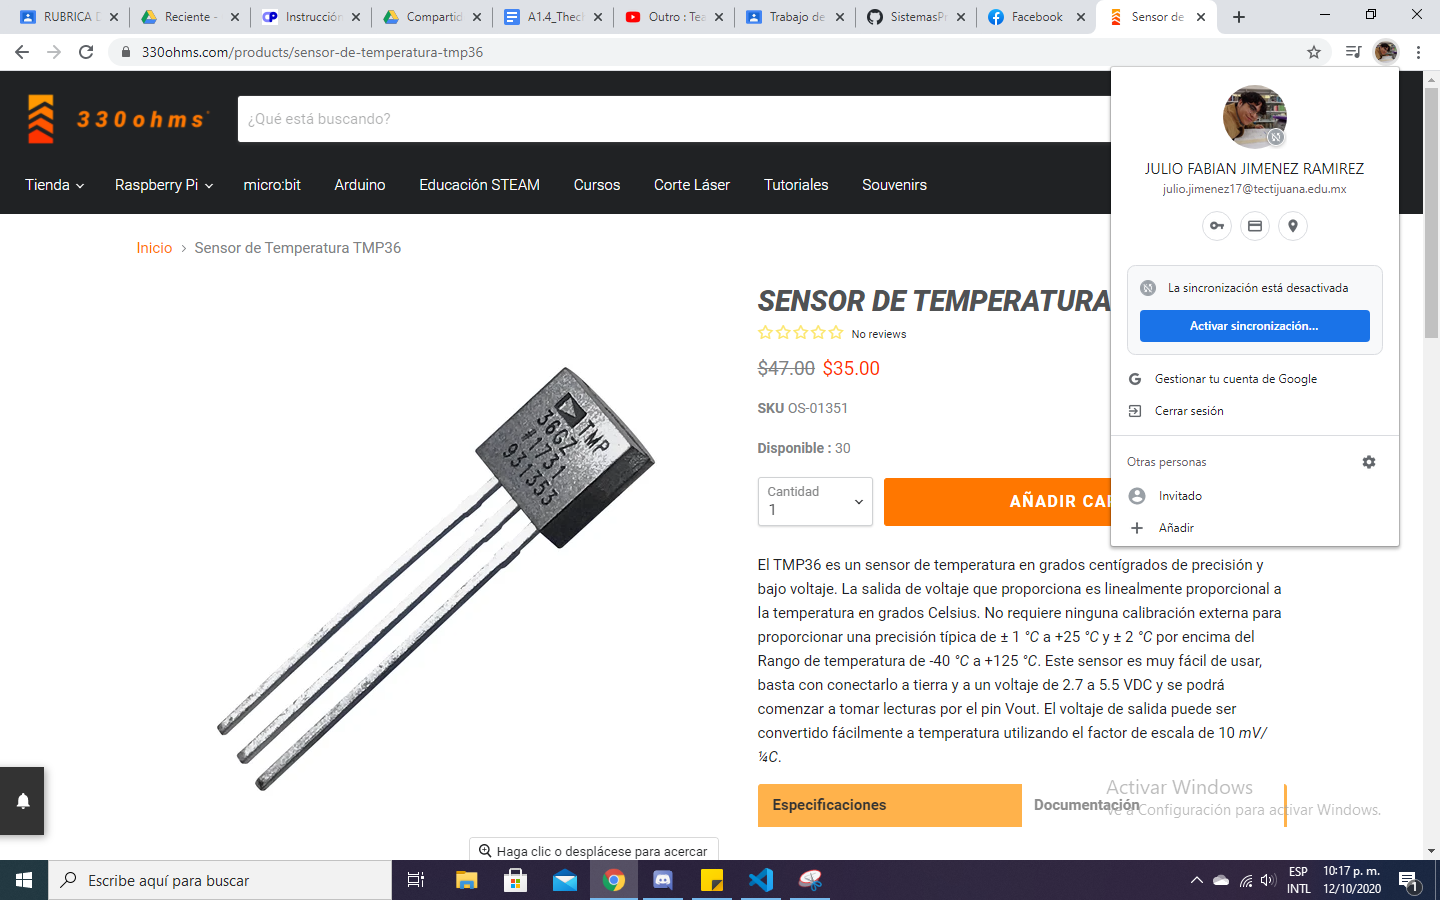 RUBRICA D
Reciente -
Instrucción
Compartid
A1.4_Thec
Outro : Tea
Trabajo de
SistemasPr
Facebook
Sensor de
330ohms.com/products/sensor-de-temperatura-tmp36
330ohms
¿Qué está buscando?
Tienda
Raspberry Pi
micro:bit
Arduino
Educación STEAM
Cursos
Corte Láser
Tutoriales
Souvenirs
Inicio > Sensor de Temperatura TMP36
TMP
36GZ
#1731
931353
Haga clic o desplácese para acercar
SENSOR DE TEMPERATURA
No reviews
$47.00 $35.00
SKU OS-01351
Disponible : 30
Cantidad
1
AÑADIR CAR
El TMP36 es un sensor de temperatura en grados centígrados de precisión y
bajo voltaje. La salida de voltaje que proporciona es linealmente proporcional a
la temperatura en grados Celsius. No requiere ninguna calibración externa para
proporcionar una precisión típica de ± 1 °C a +25 °C y ± 2 °C por encima del
Rango de temperatura de -40 °C a +125 °C. Este sensor es muy fácil de usar,
basta con conectarlo a tierra y a un voltaje de 2.7 a 5.5 VDC y se podrá
comenzar a tomar lecturas por el pin Vout. El voltaje de salida puede ser
convertido fácilmente a temperatura utilizando el factor de escala de 10 mV/
¼C.
Especificaciones
Documentación
JULIO FABIAN JIMENEZ RAMIREZ
julio.jimenez17@tectijuana.edu.mx
La sincronización está desactivada
Activar sincronización...
Gestionar tu cuenta de Google
Cerrar sesión
Otras personas
Invitado
Añadir
Activar Windows
Ve a Configuración para activar Windows.
Escribe aquí para buscar
ESP
INTL
10:17 p. m.
12/10/2020
1